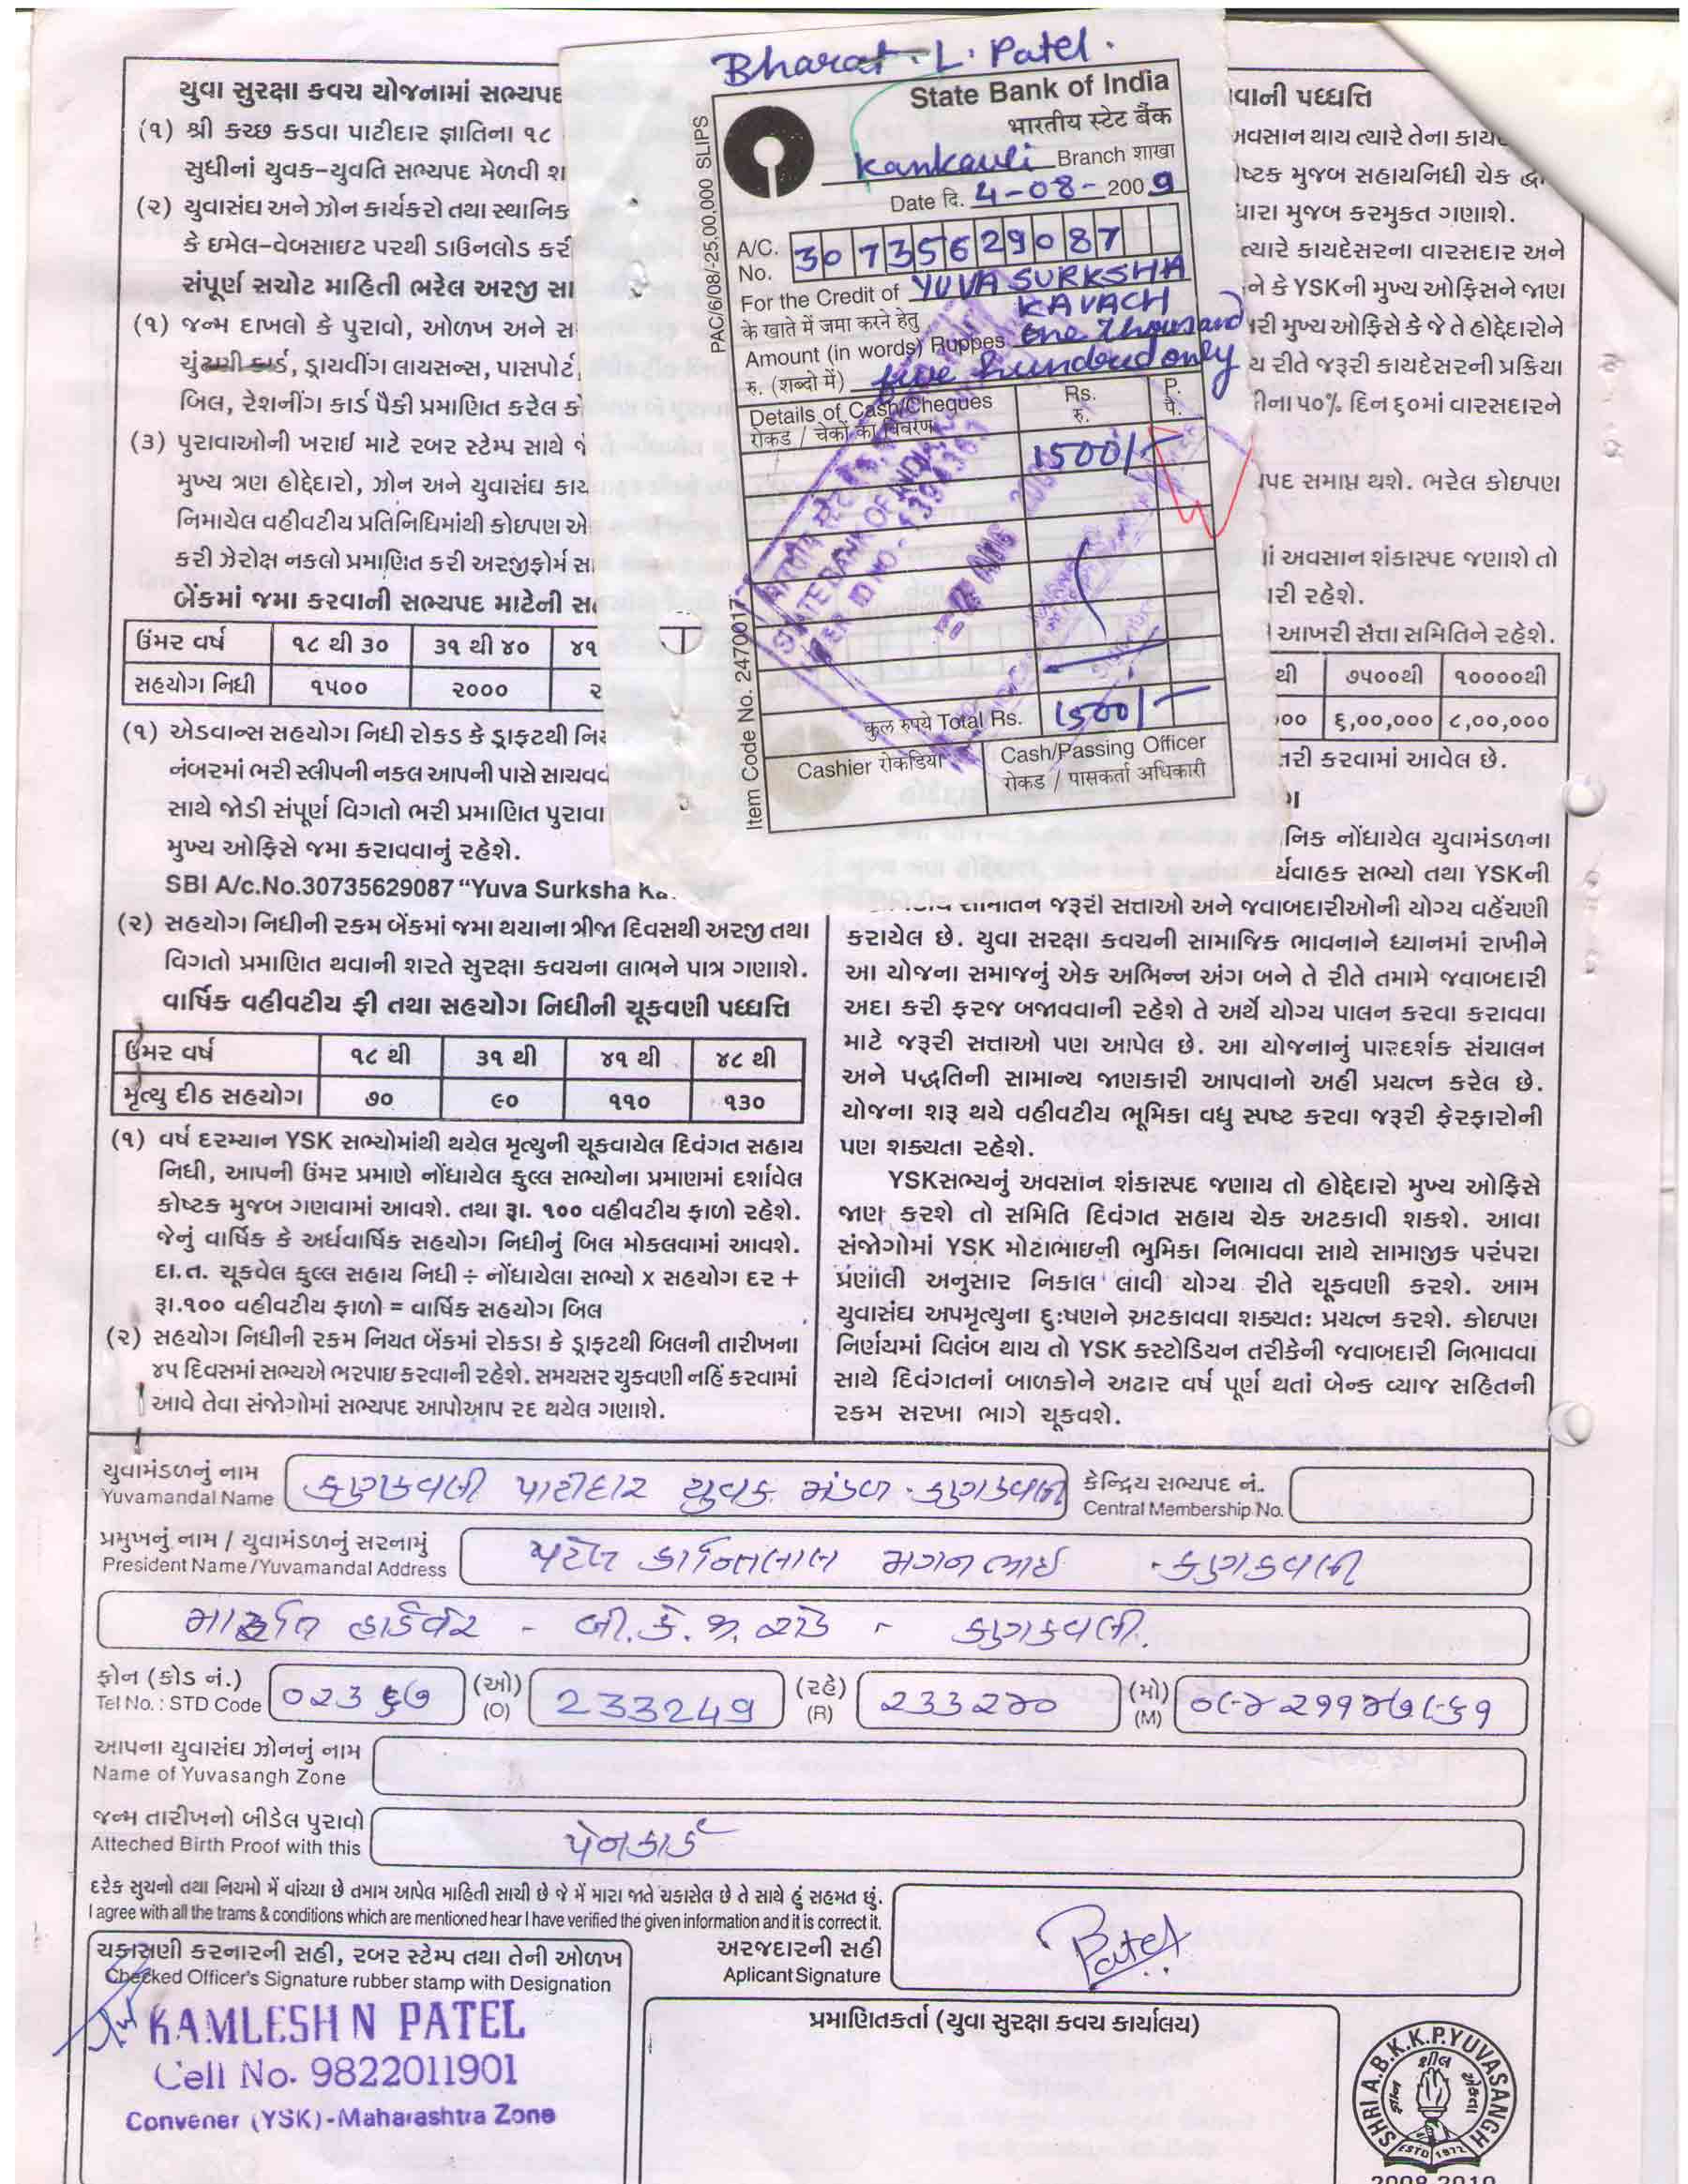 Bharat. L. Patel.
State Bank of India
भारतीय स्टेट बैंक
Kankavli Branch शाखा
Date दि. 4-08- 2009
A/C. No. 30735629087
For the Credit of YUVA SURKSHA
के खाते में जमा करने हेतु KAVACH
Amount (in words) Ruppes One Thousand
रु. (शब्दो में) five hundred only
Details of Cash/Cheques Rs. P.
रोकड / चेकों का विवरण रु. पै.
1500/-
कुल रुपये Total Rs. 1500/-
Cashier रोकडिया Cash/Passing Officer
रोकड / पासकर्ता अधिकारी
PAC/6/08/-25,00,000 SLIPS
Item Code No. 2470017
યુવા સુરક્ષા કવચ યોજનામાં સભ્યપદ
(૧) શ્રી કચ્છ કડવા પાટીદાર જ્ઞાતિના ૧૮
સુધીનાં યુવક-યુવતિ સભ્યપદ મેળવી શ
(૨) યુવાસંઘ અને ઝોન કાર્યકરો તથા સ્થાનિક
કે ઇમેલ-વેબસાઇટ પરથી ડાઉનલોડ કરી
સંપૂર્ણ સચોટ માહિતી ભરેલ અરજી સા
(૧) જન્મ દાખલો કે પુરાવો, ઓળખ અને સ
ચુંટણી કાર્ડ, ડ્રાયવીંગ લાયસન્સ, પાસપોર્ટ,
બિલ, રેશનીંગ કાર્ડ પૈકી પ્રમાણિત કરેલ કો
(૩) પુરાવાઓની ખરાઈ માટે રબર સ્ટેમ્પ સાથે જે
મુખ્ય ત્રણ હોદ્દેદારો, ઝોન અને યુવાસંઘ કાર્ય
નિમાયેલ વહીવટીય પ્રતિનિધિમાંથી કોઇપણ એ
કરી ઝેરોક્ષ નકલો પ્રમાણિત કરી અરજીફોર્મ સા
બેંકમાં જમા કરવાની સભ્યપદ માટેની સ
ઉંમર વર્ષ ૧૮ થી ૩૦ ૩૧ થી ૪૦ ૪૧
સહયોગ નિધી ૧૫૦૦ ૨૦૦૦ ૨
(૧) એડવાન્સ સહયોગ નિધી રોકડ કે ડ્રાફટથી નિય
નંબરમાં ભરી સ્લીપની નકલ આપની પાસે સાચવવ
સાથે જોડી સંપૂર્ણ વિગતો ભરી પ્રમાણિત પુરાવા
મુખ્ય ઓફિસે જમા કરાવવાનું રહેશે.
SBI A/c.No.30735629087 "Yuva Surksha Ka
(૨) સહયોગ નિધીની રકમ બેંકમાં જમા થયાના ત્રીજા દિવસથી અરજી તથા
વિગતો પ્રમાણિત થવાની શરતે સુરક્ષા કવચના લાભને પાત્ર ગણાશે.
વાર્ષિક વહીવટીય ફી તથા સહયોગ નિધીની ચૂકવણી પધ્ધતિ
ઉંમર વર્ષ ૧૮ થી ૩૧ થી ૪૧ થી ૪૮ થી
મૃત્યુ દીઠ સહયોગ ૭૦ ૯૦ ૧૧૦ ૧૩૦
(૧) વર્ષ દરમ્યાન YSK સભ્યોમાંથી થયેલ મૃત્યુની ચૂકવાયેલ દિવંગત સહાય
નિધી, આપની ઉંમર પ્રમાણે નોંધાયેલ કુલ્લ સભ્યોના પ્રમાણમાં દર્શાવેલ
કોષ્ટક મુજબ ગણવામાં આવશે. તથા રૂા. ૧૦૦ વહીવટીય ફાળો રહેશે.
જેનું વાર્ષિક કે અર્ધવાર્ષિક સહયોગ નિધીનું બિલ મોકલવામાં આવશે.
દા.ત. ચૂકવેલ કુલ્લ સહાય નિધી ÷ નોંધાયેલા સભ્યો x સહયોગ દર +
રૂા.૧૦૦ વહીવટીય ફાળો = વાર્ષિક સહયોગ બિલ
(૨) સહયોગ નિધીની રકમ નિયત બેંકમાં રોકડા કે ડ્રાફટથી બિલની તારીખના
૪૫ દિવસમાં સભ્યએ ભરપાઇ કરવાની રહેશે. સમયસર ચુકવણી નહિં કરવામાં
આવે તેવા સંજોગોમાં સભ્યપદ આપોઆપ રદ થયેલ ગણાશે.
વાની પધ્ધતિ
અવસાન થાય ત્યારે તેના કાય
ષ્ટક મુજબ સહાયનિધી ચેક દ્વા
ધારા મુજબ કરમુકત ગણાશે.
ત્યારે કાયદેસરના વારસદાર અને
ને કે YSKની મુખ્ય ઓફિસને જાણ
રી મુખ્ય ઓફિસે કે જે તે હોદ્દેદારોને
ય રીતે જરૂરી કાયદેસરની પ્રક્રિયા
ીના ૫૦% દિન ૬૦માં વારસદારને
પદ સમાપ્ત થશે. ભરેલ કોઇપણ
ાં અવસાન શંકાસ્પદ જણાશે તો
રી રહેશે.
આખરી સત્તા સમિતિને રહેશે.
થી ૭૫૦૦થી ૧૦૦૦૦થી
૦૦ ૬,૦૦,૦૦૦ ૮,૦૦,૦૦૦
તરી કરવામાં આવેલ છે.
નિક નોંધાયેલ યુવામંડળના
ર્યવાહક સભ્યો તથા YSKની
જરૂરી સત્તાઓ અને જવાબદારીઓની યોગ્ય વહેંચણી
કરાયેલ છે. યુવા સરક્ષા કવચની સામાજિક ભાવનાને ધ્યાનમાં રાખીને
આ યોજના સમાજનું એક અભિન્ન અંગ બને તે રીતે તમામે જવાબદારી
અદા કરી ફરજ બજાવવાની રહેશે તે અર્થે યોગ્ય પાલન કરવા કરાવવા
માટે જરૂરી સત્તાઓ પણ આપેલ છે. આ યોજનાનું પારદર્શક સંચાલન
અને પદ્ધતિની સામાન્ય જાણકારી આપવાનો અહી પ્રયત્ન કરેલ છે.
યોજના શરૂ થયે વહીવટીય ભૂમિકા વધુ સ્પષ્ટ કરવા જરૂરી ફેરફારોની
પણ શક્યતા રહેશે.
YSKસભ્યનું અવસાન શંકાસ્પદ જણાય તો હોદ્દેદારો મુખ્ય ઓફિસે
જાણ કરશે તો સમિતિ દિવંગત સહાય ચેક અટકાવી શકશે. આવા
સંજોગોમાં YSK મોટાભાઇની ભુમિકા નિભાવવા સાથે સામાજીક પરંપરા
પ્રણાલી અનુસાર નિકાલ લાવી યોગ્ય રીતે ચૂકવણી કરશે. આમ
યુવાસંઘ અપમૃત્યુના દુઃષણને અટકાવવા શક્યતઃ પ્રયત્ન કરશે. કોઇપણ
નિર્ણયમાં વિલંબ થાય તો YSK કસ્ટોડિયન તરીકેની જવાબદારી નિભાવવા
સાથે દિવંગતનાં બાળકોને અઢાર વર્ષ પૂર્ણ થતાં બેન્ક વ્યાજ સહિતની
રકમ સરખા ભાગે ચૂકવશે.
યુવામંડળનું નામ કણકવલી પાટીદાર યુવક મંડળ. કણકવલી કેન્દ્રિય સભ્યપદ નં.
Yuvamandal Name Central Membership No.
પ્રમુખનું નામ / યુવામંડળનું સરનામું પટેલ કાન્તિલાલ મગનભાઈ - કણકવલી
President Name/Yuvamandal Address
હાર્ડવેર - બી.કે. રોડ - કણકવલી.
ફોન (કોડ નં.) ૦૨૩૬૭ (ઓ) 233249 (રહે) ૨૩૩૨૪૦ (મો) ૦૯૪૨૧૧૪૭૯૬૧
Tel No. : STD Code (O) (R) (M)
આપના યુવાસંઘ ઝોનનું નામ
Name of Yuvasangh Zone
જન્મ તારીખનો બીડેલ પુરાવો પેનકાર્ડ
Atteched Birth Proof with this
દરેક સુચનો તથા નિયમો મેં વાંચ્યા છે તમામ આપેલ માહિતી સાચી છે જે મેં મારા જાતે ચકાસેલ છે તે સાથે હું સહમત છું.
I agree with all the trams & conditions which are mentioned hear I have verified the given information and it is correct it.
અરજદારની સહી
Aplicant Signature Patel
ચકાસણી કરનારની સહી, રબર સ્ટેમ્પ તથા તેની ઓળખ
Checked Officer's Signature rubber stamp with Designation
KAMLESH N PATEL
Cell No. 9822011901
Convener (YSK)-Maharashtra Zone
પ્રમાણિતકર્તા (યુવા સુરક્ષા કવચ કાર્યાલય)
SHRI A.B.K.K.P. YUVASANGH
ESTD 1972
2008-2010